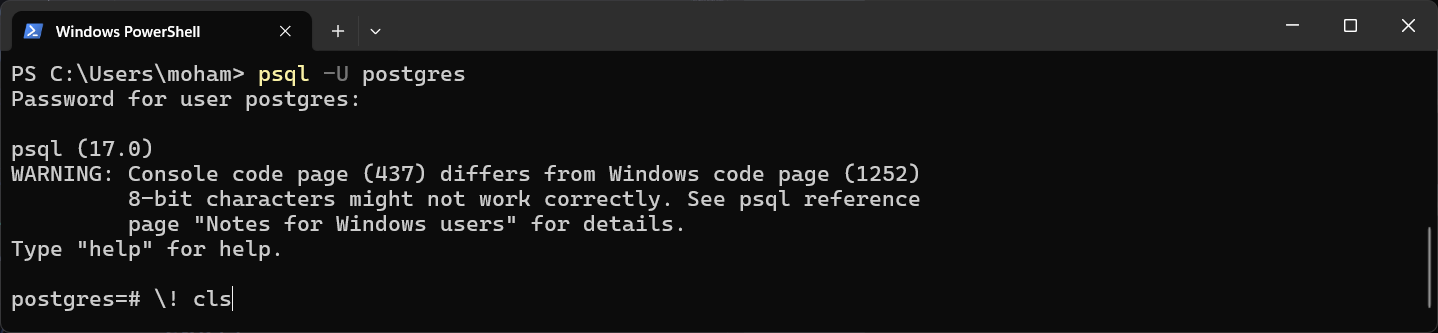 Windows PowerShell
PS C:\Users\moham> psql -U postgres
Password for user postgres:
psql (17.0)
WARNING: Console code page (437) differs from Windows code page (1252)
8-bit characters might not work correctly. See psql reference
page "Notes for Windows users" for details.
Type "help" for help.
postgres=# \! cls